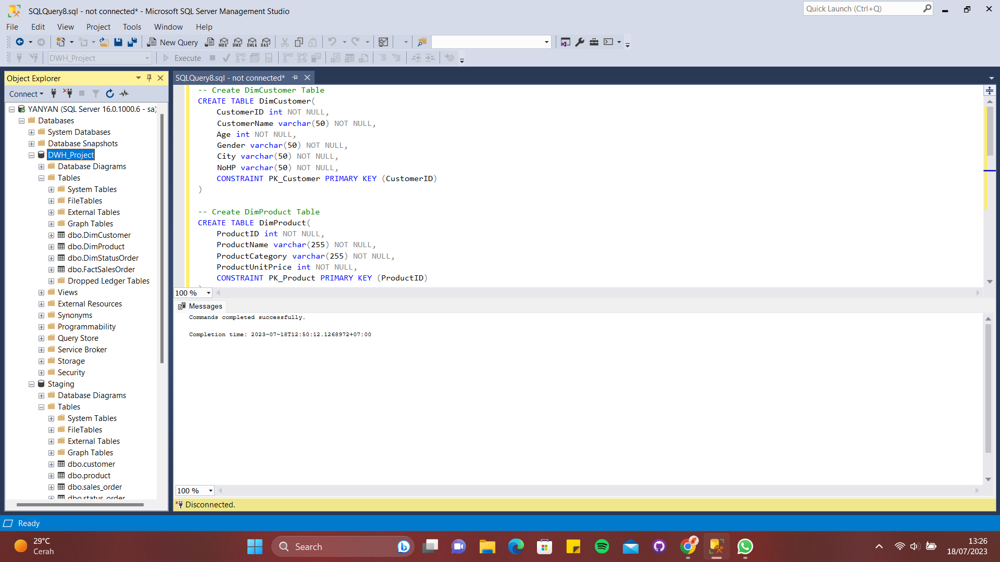 SQLQuery8.sql - not connected* - Microsoft SQL Server Management Studio
Quick Launch (Ctrl+Q)
File Edit View Project Tools Window Help
New Query MDX DMX XMLA DAX
DWH_Project Execute
Object Explorer
Connect
YANYAN (SQL Server 16.0.1000.6 - sa)
Databases
System Databases
Database Snapshots
DWH_Project
Database Diagrams
Tables
System Tables
FileTables
External Tables
Graph Tables
dbo.DimCustomer
dbo.DimProduct
dbo.DimStatusOrder
dbo.FactSalesOrder
Dropped Ledger Tables
Views
External Resources
Synonyms
Programmability
Query Store
Service Broker
Storage
Security
Staging
Database Diagrams
Tables
System Tables
FileTables
External Tables
Graph Tables
dbo.customer
dbo.product
dbo.sales_order
dbo.status_order
SQLQuery8.sql - not connected*
-- Create DimCustomer Table
CREATE TABLE DimCustomer(
CustomerID int NOT NULL,
CustomerName varchar(50) NOT NULL,
Age int NOT NULL,
Gender varchar(50) NOT NULL,
City varchar(50) NOT NULL,
NoHP varchar(50) NOT NULL,
CONSTRAINT PK_Customer PRIMARY KEY (CustomerID)
)
-- Create DimProduct Table
CREATE TABLE DimProduct(
ProductID int NOT NULL,
ProductName varchar(255) NOT NULL,
ProductCategory varchar(255) NOT NULL,
ProductUnitPrice int NOT NULL,
CONSTRAINT PK_Product PRIMARY KEY (ProductID)
)
100 %
Messages
Commands completed successfully.
Completion time: 2023-07-18T12:50:12.1268972+07:00
100 %
Disconnected.
Ready
29°C
Cerah
Search
13:26
18/07/2023